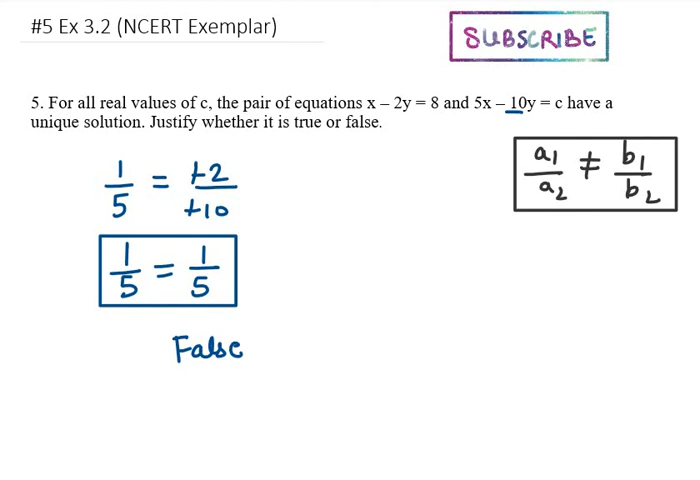 #5 Ex 3.2 (NCERT Exemplar)
SUBSCRIBE
5. For all real values of c, the pair of equations x – 2y = 8 and 5x – 10y = c have a
unique solution. Justify whether it is true or false.
a1/a2 ≠ b1/b2
1/5 = +2/+10
1/5 = 1/5
False